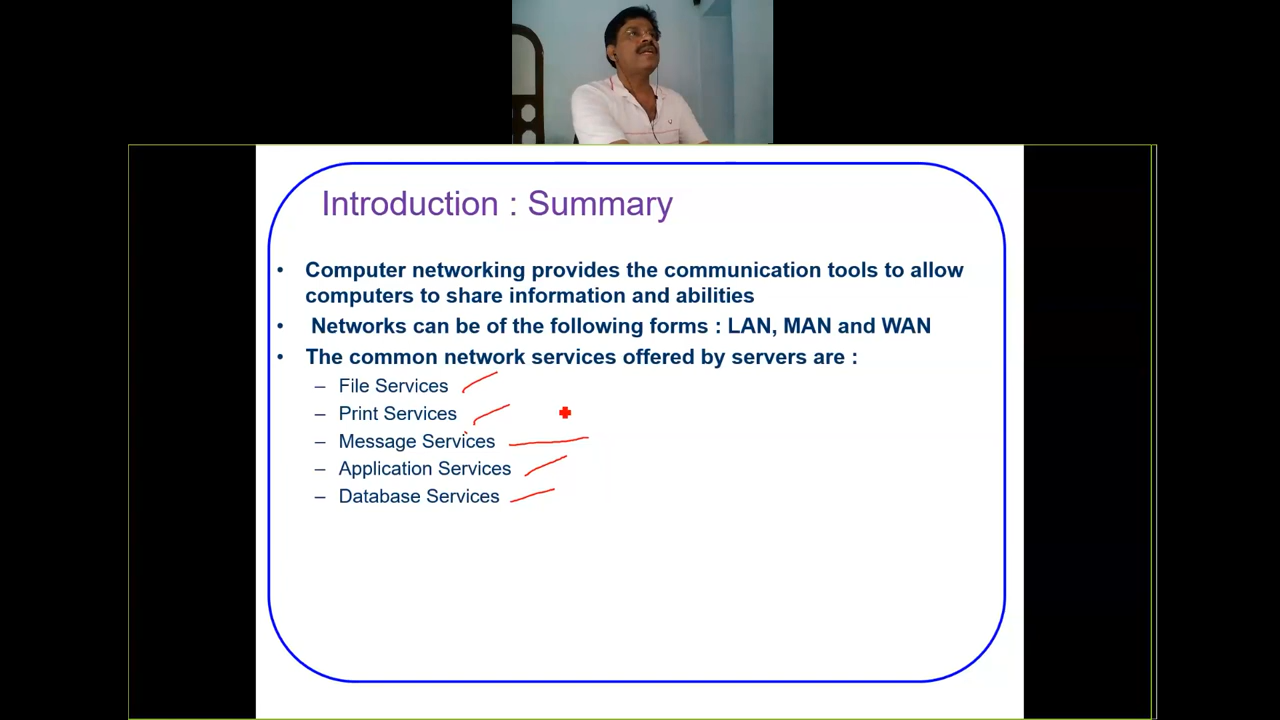 Introduction : Summary
• Computer networking provides the communication tools to allow
computers to share information and abilities
• Networks can be of the following forms : LAN, MAN and WAN
• The common network services offered by servers are :
– File Services
– Print Services
– Message Services
– Application Services
– Database Services